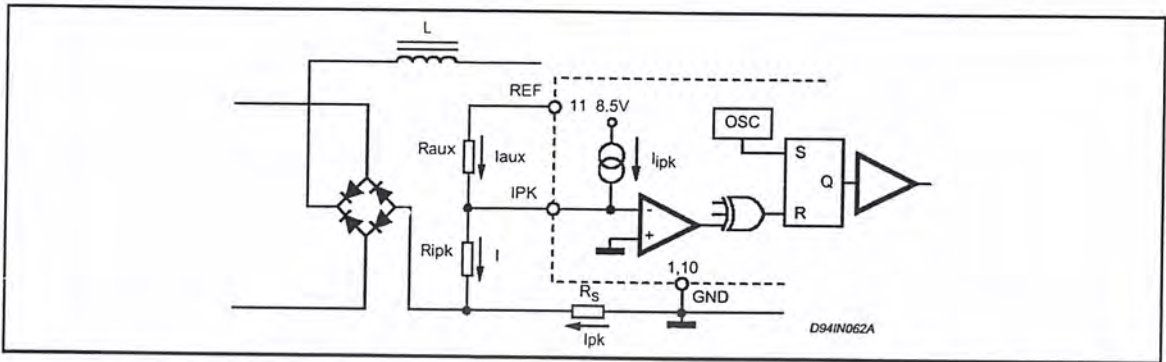 L
REF
11 8.5V
OSC
Raux
Iaux
Iipk
S
Q
IPK
-
+
R
Ripk
I
1,10
RS
GND
Ipk
D94IN062A